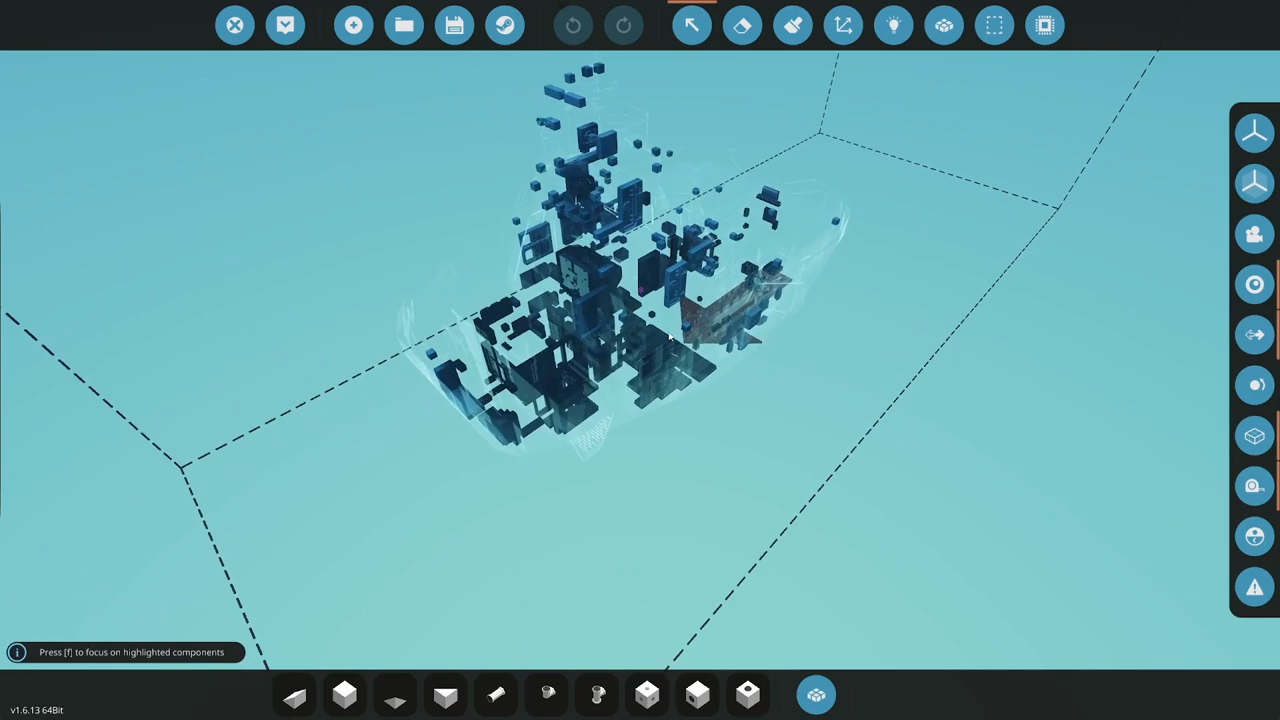 Press [f] to focus on highlighted components
v1.6.13 64Bit